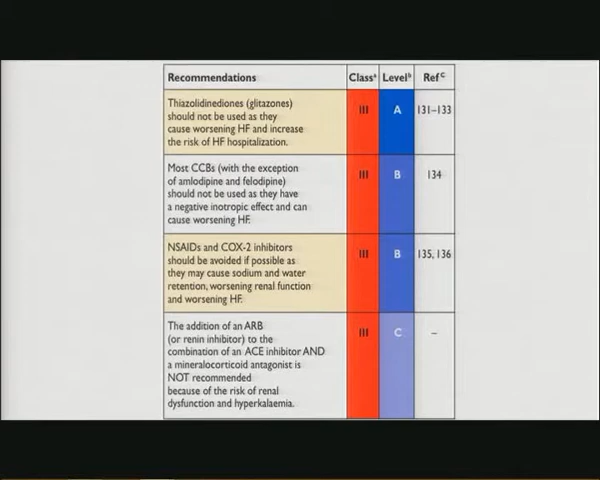 Recommendations Classᵃ Levelᵇ Refᶜ
Thiazolidinediones (glitazones)
should not be used as they
cause worsening HF and increase
the risk of HF hospitalization.
III A 131–133
Most CCBs (with the exception
of amlodipine and felodipine)
should not be used as they have
a negative inotropic effect and can
cause worsening HF.
III B 134
NSAIDs and COX-2 inhibitors
should be avoided if possible as
they may cause sodium and water
retention, worsening renal function
and worsening HF.
III B 135, 136
The addition of an ARB
(or renin inhibitor) to the
combination of an ACE inhibitor AND
a mineralocorticoid antagonist is
NOT recommended
because of the risk of renal
dysfunction and hyperkalaemia.
III C –